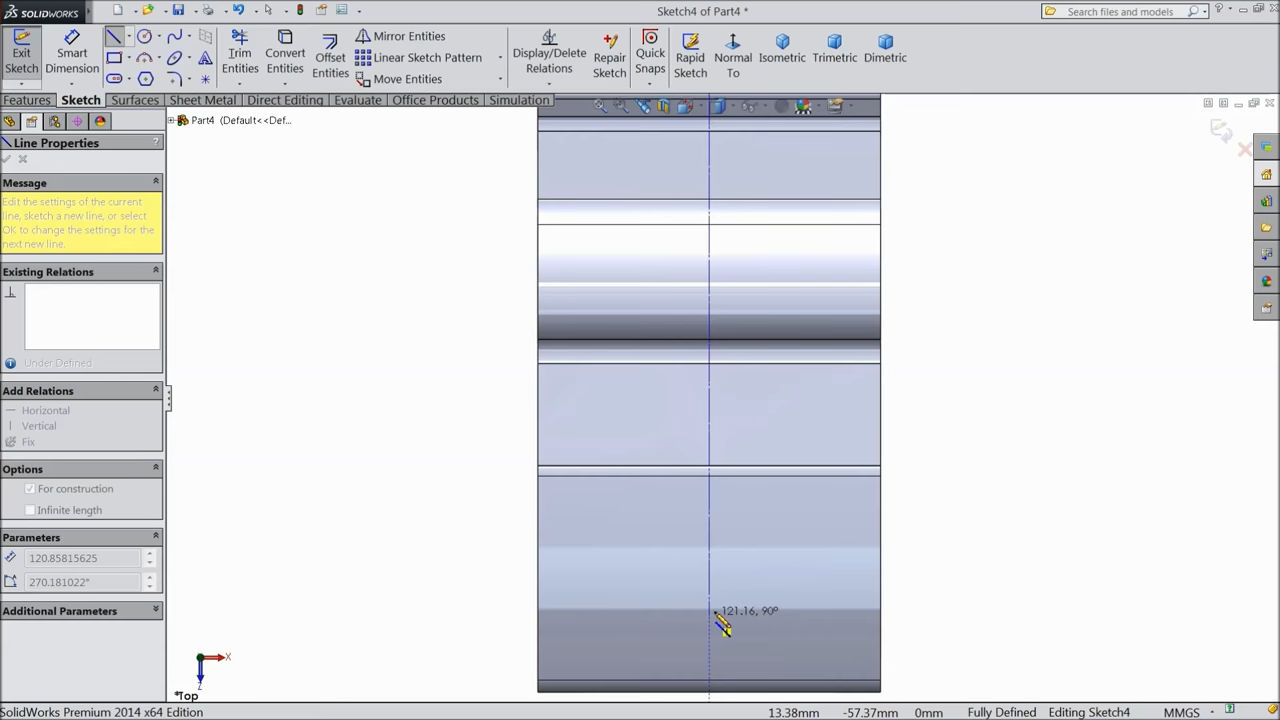 SOLIDWORKS
Sketch4 of Part4 *
Search files and models
Exit Sketch
Smart Dimension
Trim Entities
Convert Entities
Offset Entities
Mirror Entities
Linear Sketch Pattern
Move Entities
Display/Delete Relations
Repair Sketch
Quick Snaps
Rapid Sketch
Normal To
Isometric
Trimetric
Dimetric
Features
Sketch
Surfaces
Sheet Metal
Direct Editing
Evaluate
Office Products
Simulation
Part4 (Default<<Def...
Line Properties
?
Message
Edit the settings of the current
line, sketch a new line, or select
OK to change the settings for the
next new line.
Existing Relations
Under Defined
Add Relations
Horizontal
Vertical
Fix
Options
For construction
Infinite length
Parameters
120.85815625
270.181022°
Additional Parameters
121.16, 90°
X
Z
*Top
SolidWorks Premium 2014 x64 Edition
13.38mm
-57.37mm
0mm
Fully Defined
Editing Sketch4
MMGS